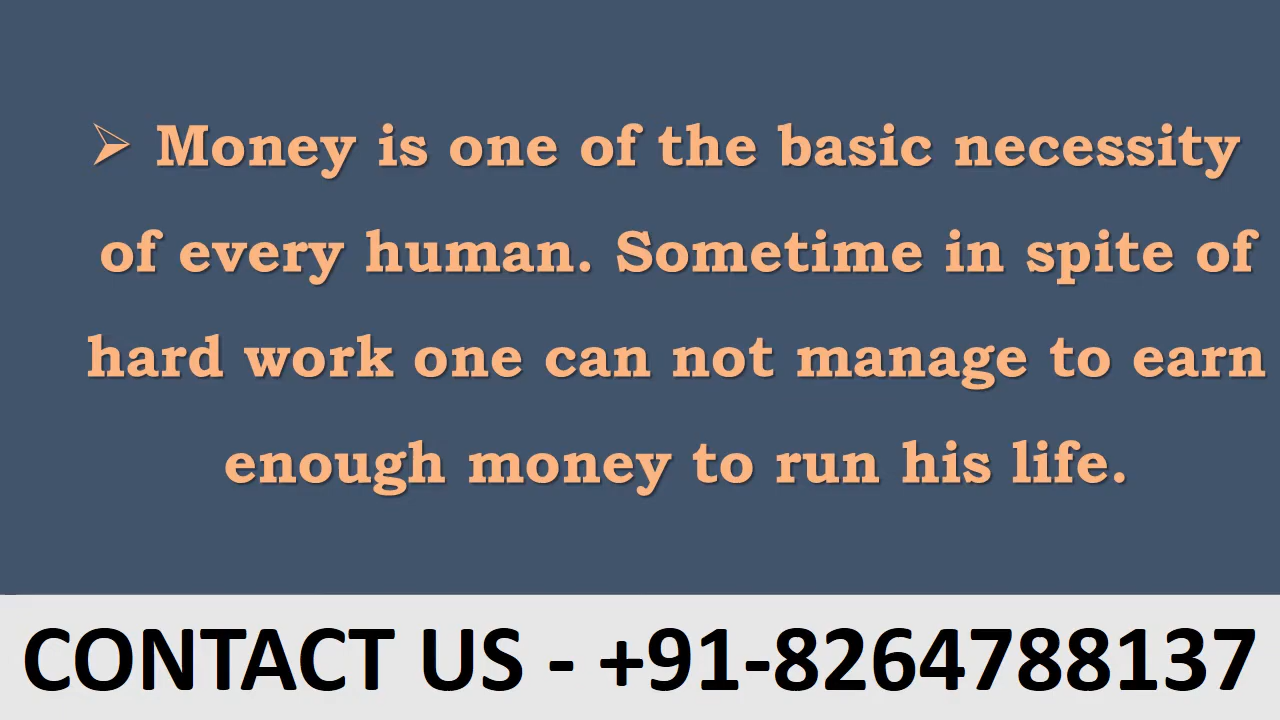 ➢ Money is one of the basic necessity
of every human. Sometime in spite of
hard work one can not manage to earn
enough money to run his life.
CONTACT US - +91-8264788137